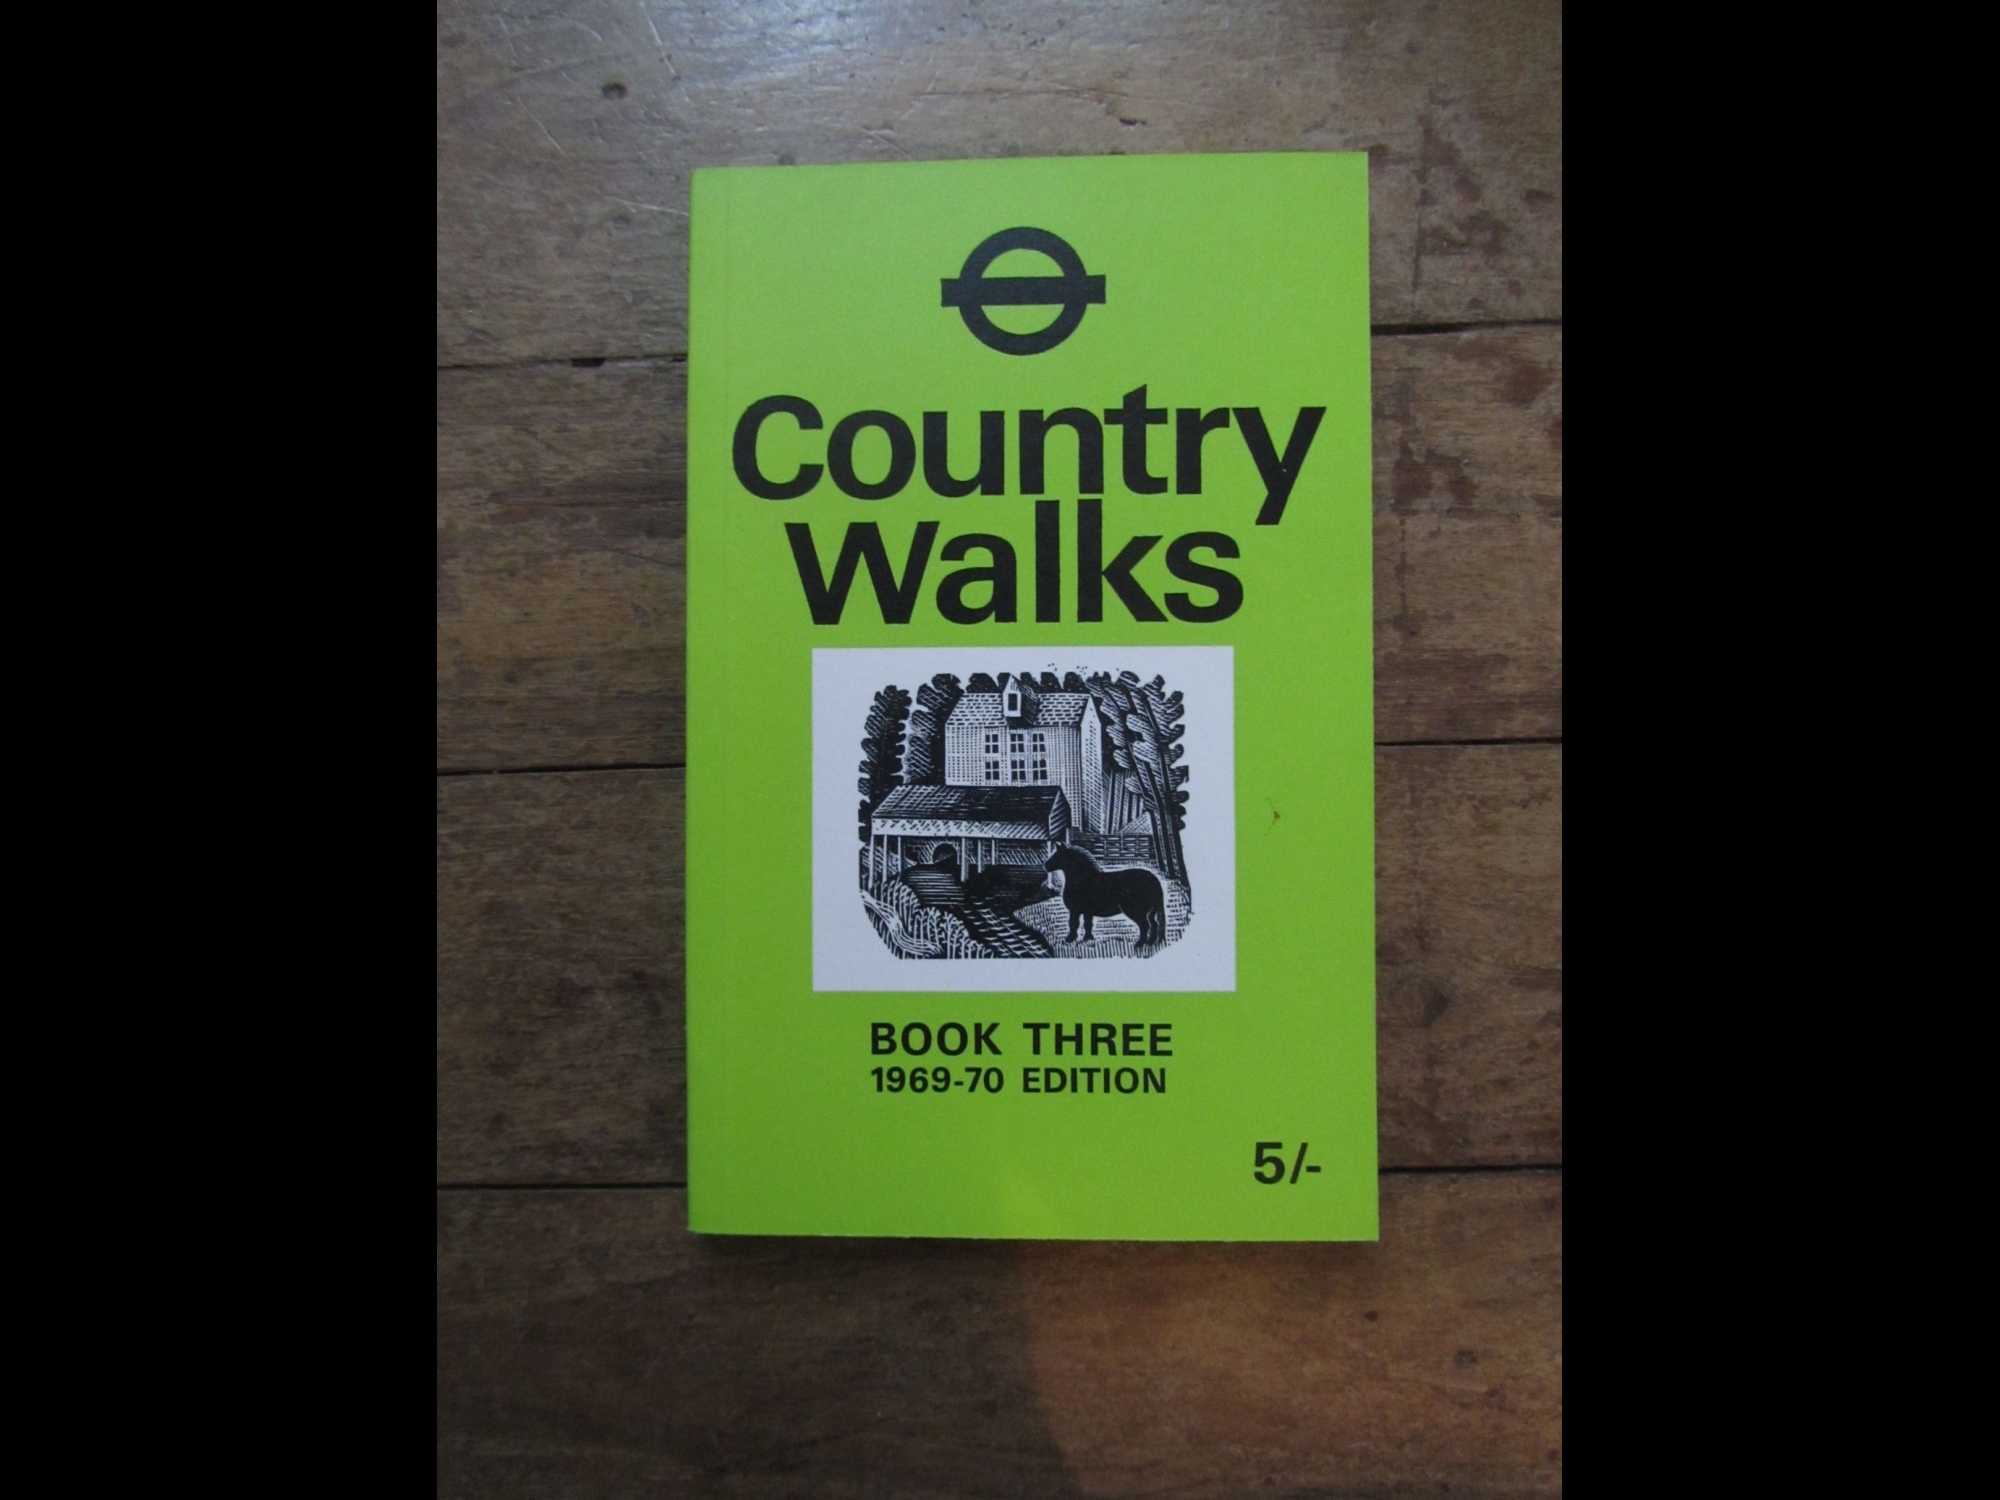 Country
Walks
BOOK THREE
1969-70 EDITION
5/-